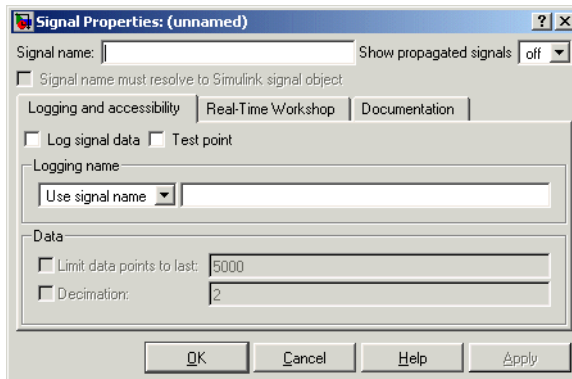 Signal Properties: (unnamed)
Signal name: Show propagated signals off
Signal name must resolve to Simulink signal object
Logging and accessibility Real-Time Workshop Documentation
Log signal data Test point
Logging name
Use signal name
Data
Limit data points to last: 5000
Decimation: 2
OK Cancel Help Apply